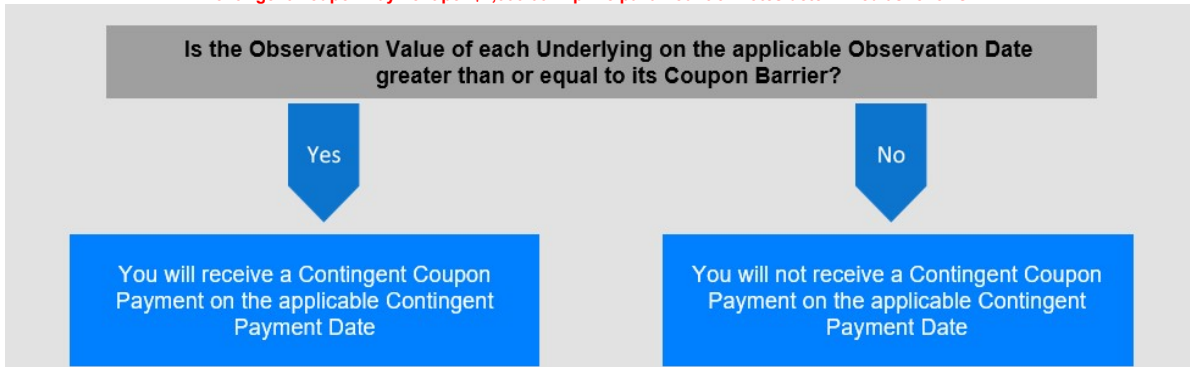 Is the Observation Value of each Underlying on the applicable Observation Date
greater than or equal to its Coupon Barrier?
Yes
No
You will receive a Contingent Coupon
Payment on the applicable Contingent
Payment Date
You will not receive a Contingent Coupon
Payment on the applicable Contingent
Payment Date